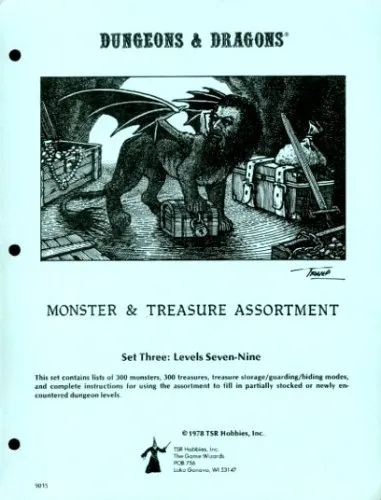 DUNGEONS & DRAGONS®
TRAMP
MONSTER & TREASURE ASSORTMENT
Set Three: Levels Seven-Nine
This set contains lists of 300 monsters, 300 treasures, treasure storage/guarding/hiding modes,
and complete instructions for using the assortment to fill in partially stocked or newly en-
countered dungeon levels.
© 1978 TSR Hobbies, Inc.
TSR Hobbies, Inc.
The Game Wizards
POB 756
Lake Geneva, WI 53147
9015